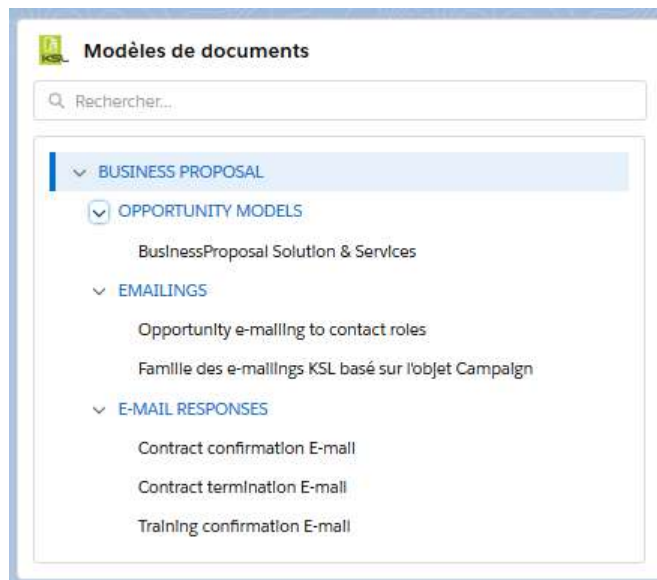 KSL
Modèles de documents
Rechercher...
BUSINESS PROPOSAL
OPPORTUNITY MODELS
BusinessProposal Solution & Services
EMAILINGS
Opportunity e-mailing to contact roles
Famille des e-mailings KSL basé sur l'objet Campaign
E-MAIL RESPONSES
Contract confirmation E-mail
Contract termination E-mail
Training confirmation E-mail